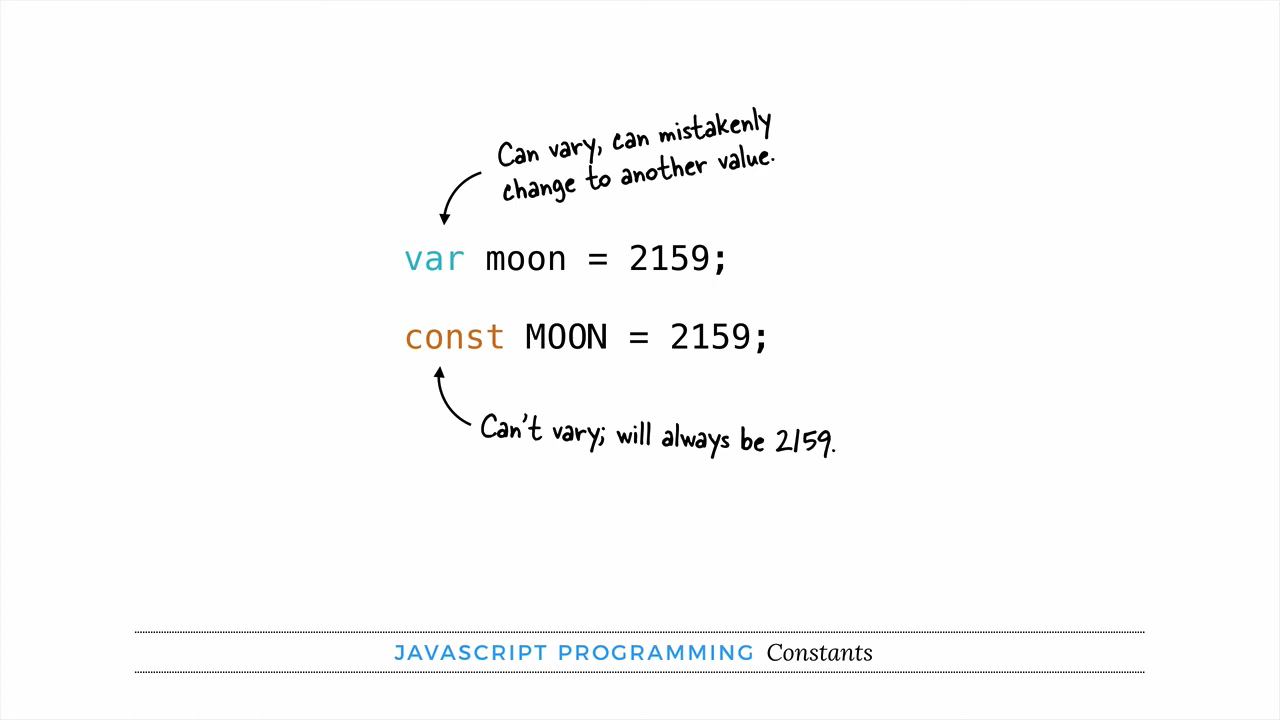 Can vary, can mistakenly
change to another value.
var moon = 2159;
const MOON = 2159;
Can't vary; will always be 2159.
JAVASCRIPT PROGRAMMING Constants